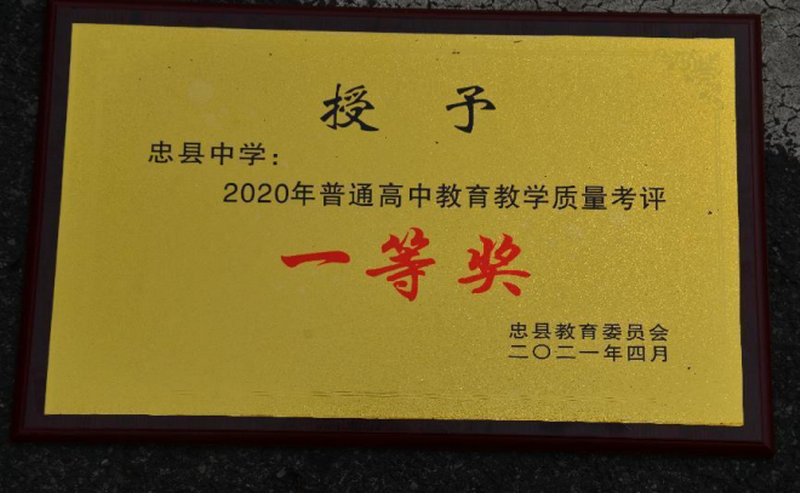 授予
忠县中学：
2020年普通高中教育教学质量考评
一等奖
忠县教育委员会
二〇二一年四月